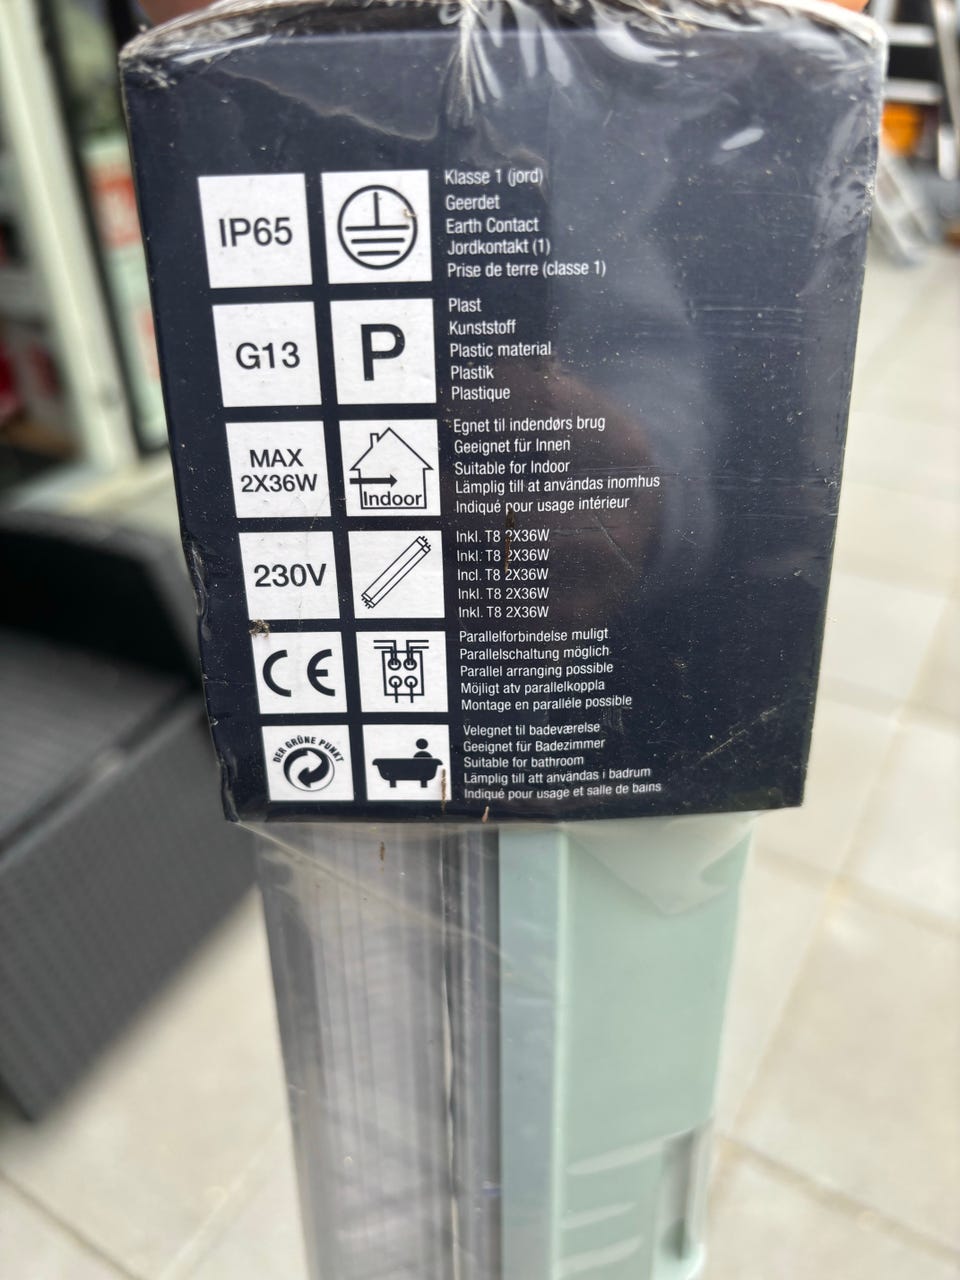 IP65
Klasse 1 (jord)
Geerdet
Earth Contact
Jordkontakt (1)
Prise de terre (classe 1)
G13
P
Plast
Kunststoff
Plastic material
Plastik
Plastique
MAX
2X36W
Indoor
Egnet til indendørs brug
Geeignet für Innen
Suitable for Indoor
Lämplig till at användas inomhus
Indiqué pour usage intérieur
230V
Inkl. T8 2X36W
Inkl. T8 2X36W
Incl. T8 2X36W
Inkl. T8 2X36W
Inkl. T8 2X36W
CE
Parallelforbindelse muligt
Parallelschaltung möglich
Parallel arranging possible
Möjligt atv parallelkoppla
Montage en paralléle possible
DER GRÜNE PUNKT
Velegnet til badeværelse
Geeignet für Badezimmer
Suitable for bathroom
Lämplig till att användas i badrum
Indiqué pour usage et salle de bains